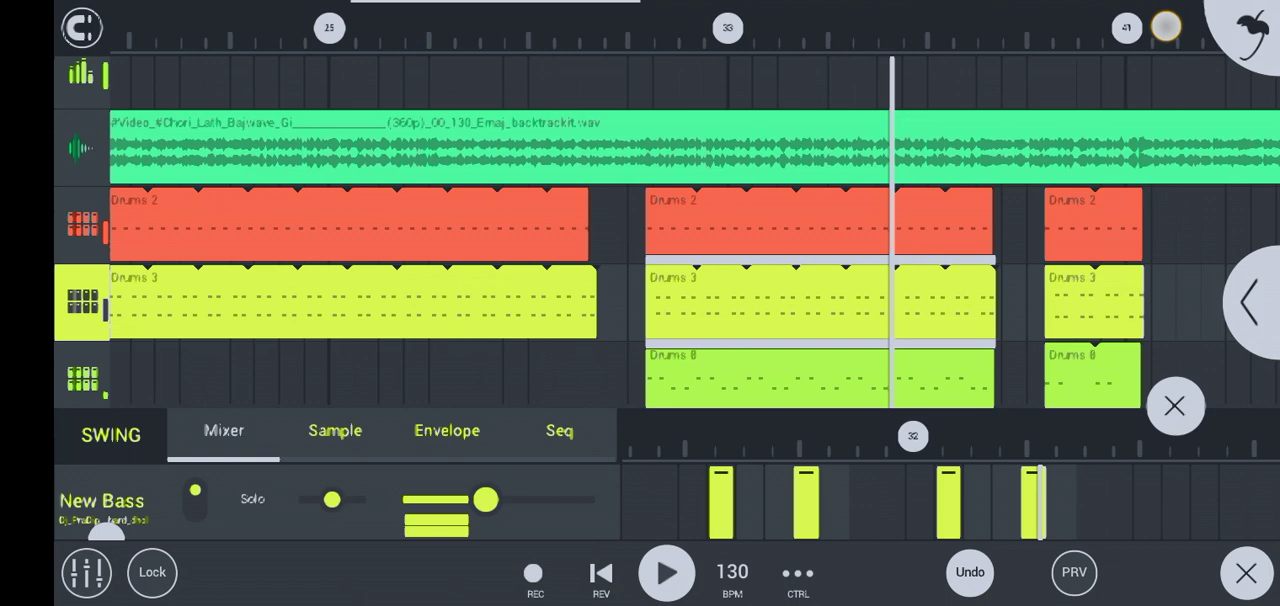 25 33 41
#Video_#Chori_Lath_Bajwave_Gi_______________(360p)_00_130_Emaj_backtrackit.wav
Drums 2 Drums 2 Drums 2
Drums 3 Drums 3 Drums 3
Drums 8 Drums 8
SWING Mixer Sample Envelope Seq 32
New Bass Solo
Lock 130 Undo PRV
REC REV BPM CTRL